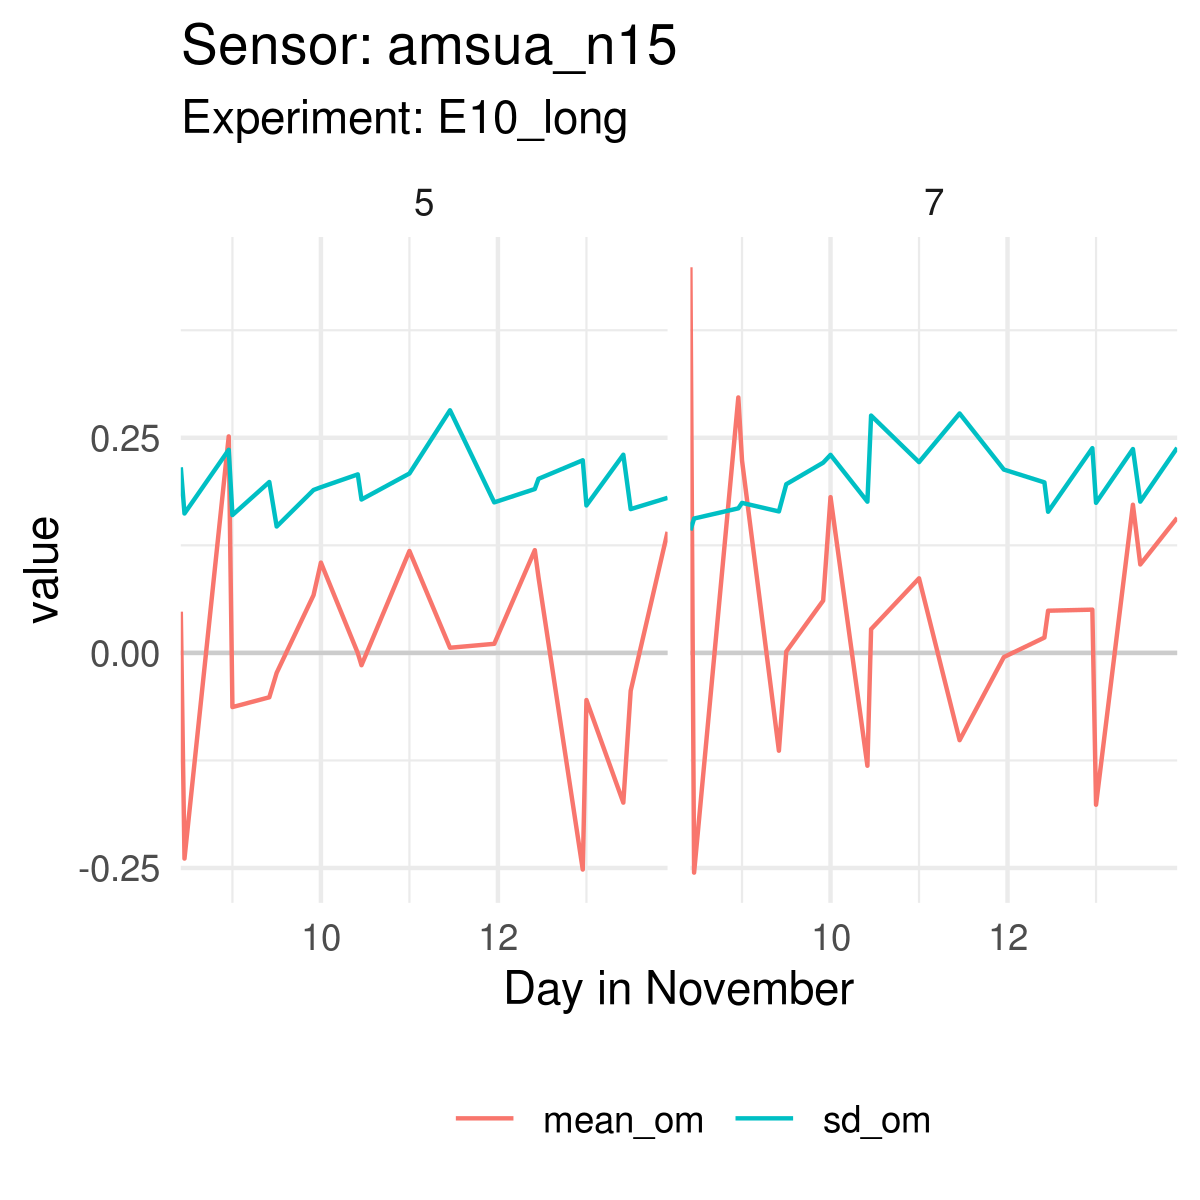 Sensor: amsua_n15
Experiment: E10_long
5 7
0.25
0.00
-0.25
value
10 12 10 12
Day in November
mean_om sd_om